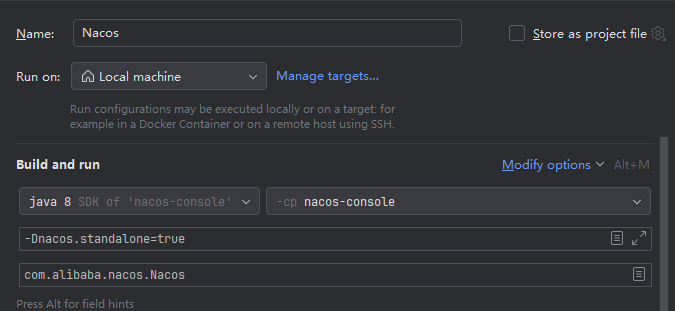 Name: Nacos Store as project file
Run on: Local machine Manage targets...
Run configurations may be executed locally or on a target: for
example in a Docker Container or on a remote host using SSH.
Build and run Modify options Alt+M
java 8 SDK of 'nacos-console' -cp nacos-console
-Dnacos.standalone=true
com.alibaba.nacos.Nacos
Press Alt for field hints